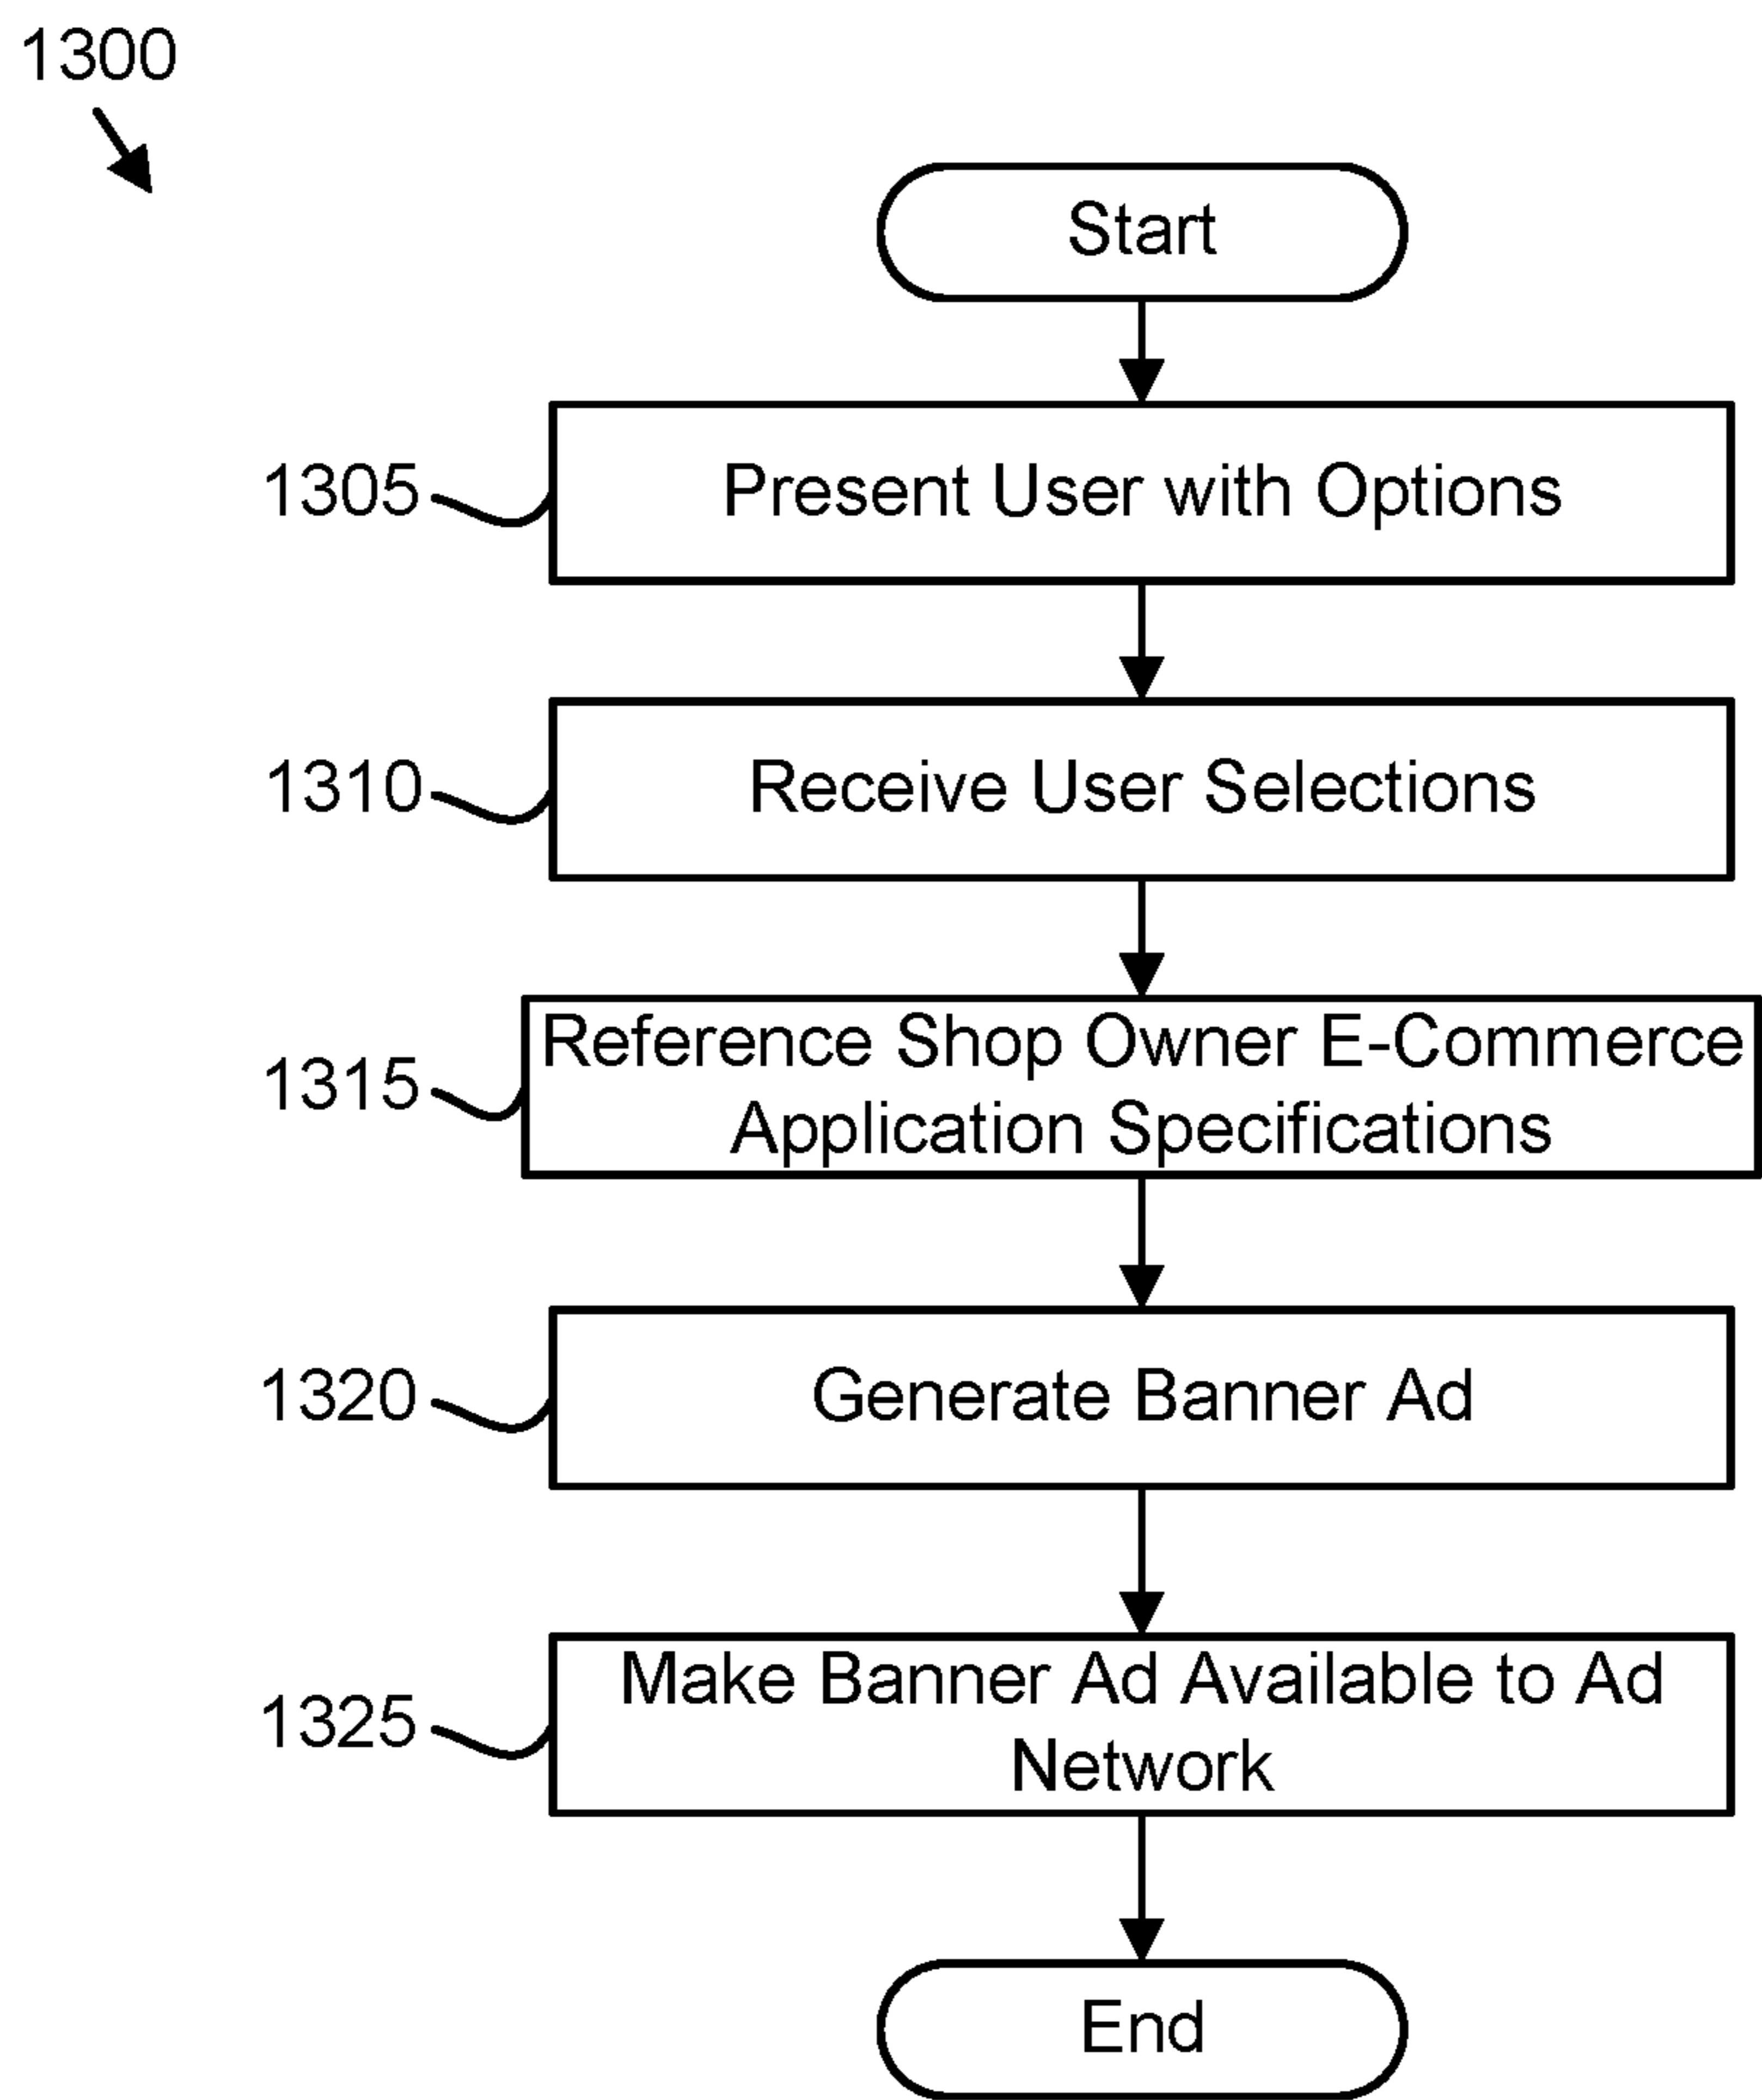 1300
Start
1305
Present User with Options
1310
Receive User Selections
1315
Reference Shop Owner E-Commerce
Application Specifications
1320
Generate Banner Ad
1325
Make Banner Ad Available to Ad
Network
End